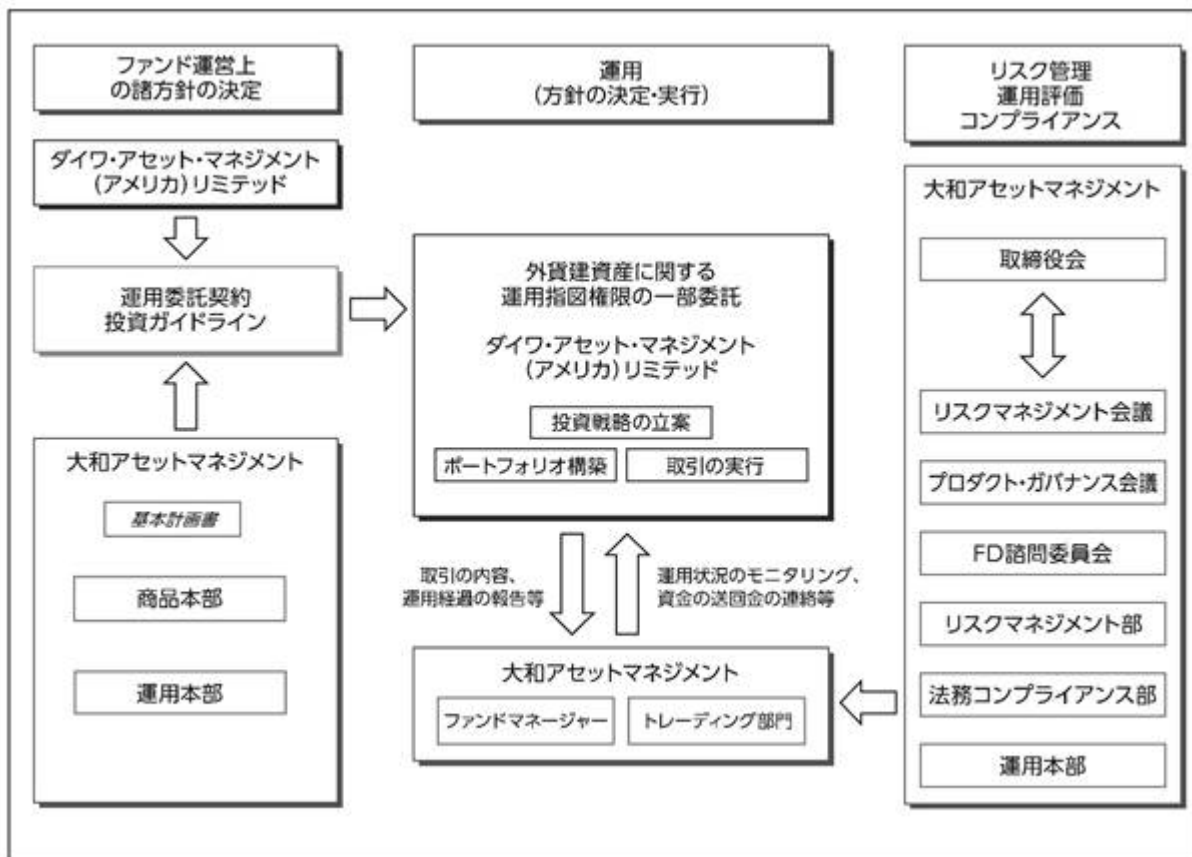 ファンド運営上
の諸方針の決定
ダイワ・アセット・マネジメント
(アメリカ)リミテッド
運用委託契約
投資ガイドライン
大和アセットマネジメント
基本計画書
商品本部
運用本部
運用
(方針の決定・実行)
外貨建資産に関する
運用指図権限の一部委託
ダイワ・アセット・マネジメント
(アメリカ)リミテッド
投資戦略の立案
ポートフォリオ構築
取引の実行
取引の内容、
運用経過の報告等
運用状況のモニタリング、
資金の送回金の連絡等
大和アセットマネジメント
ファンドマネージャー
トレーディング部門
リスク管理
運用評価
コンプライアンス
大和アセットマネジメント
取締役会
リスクマネジメント会議
プロダクト・ガバナンス会議
FD諮問委員会
リスクマネジメント部
法務コンプライアンス部
運用本部